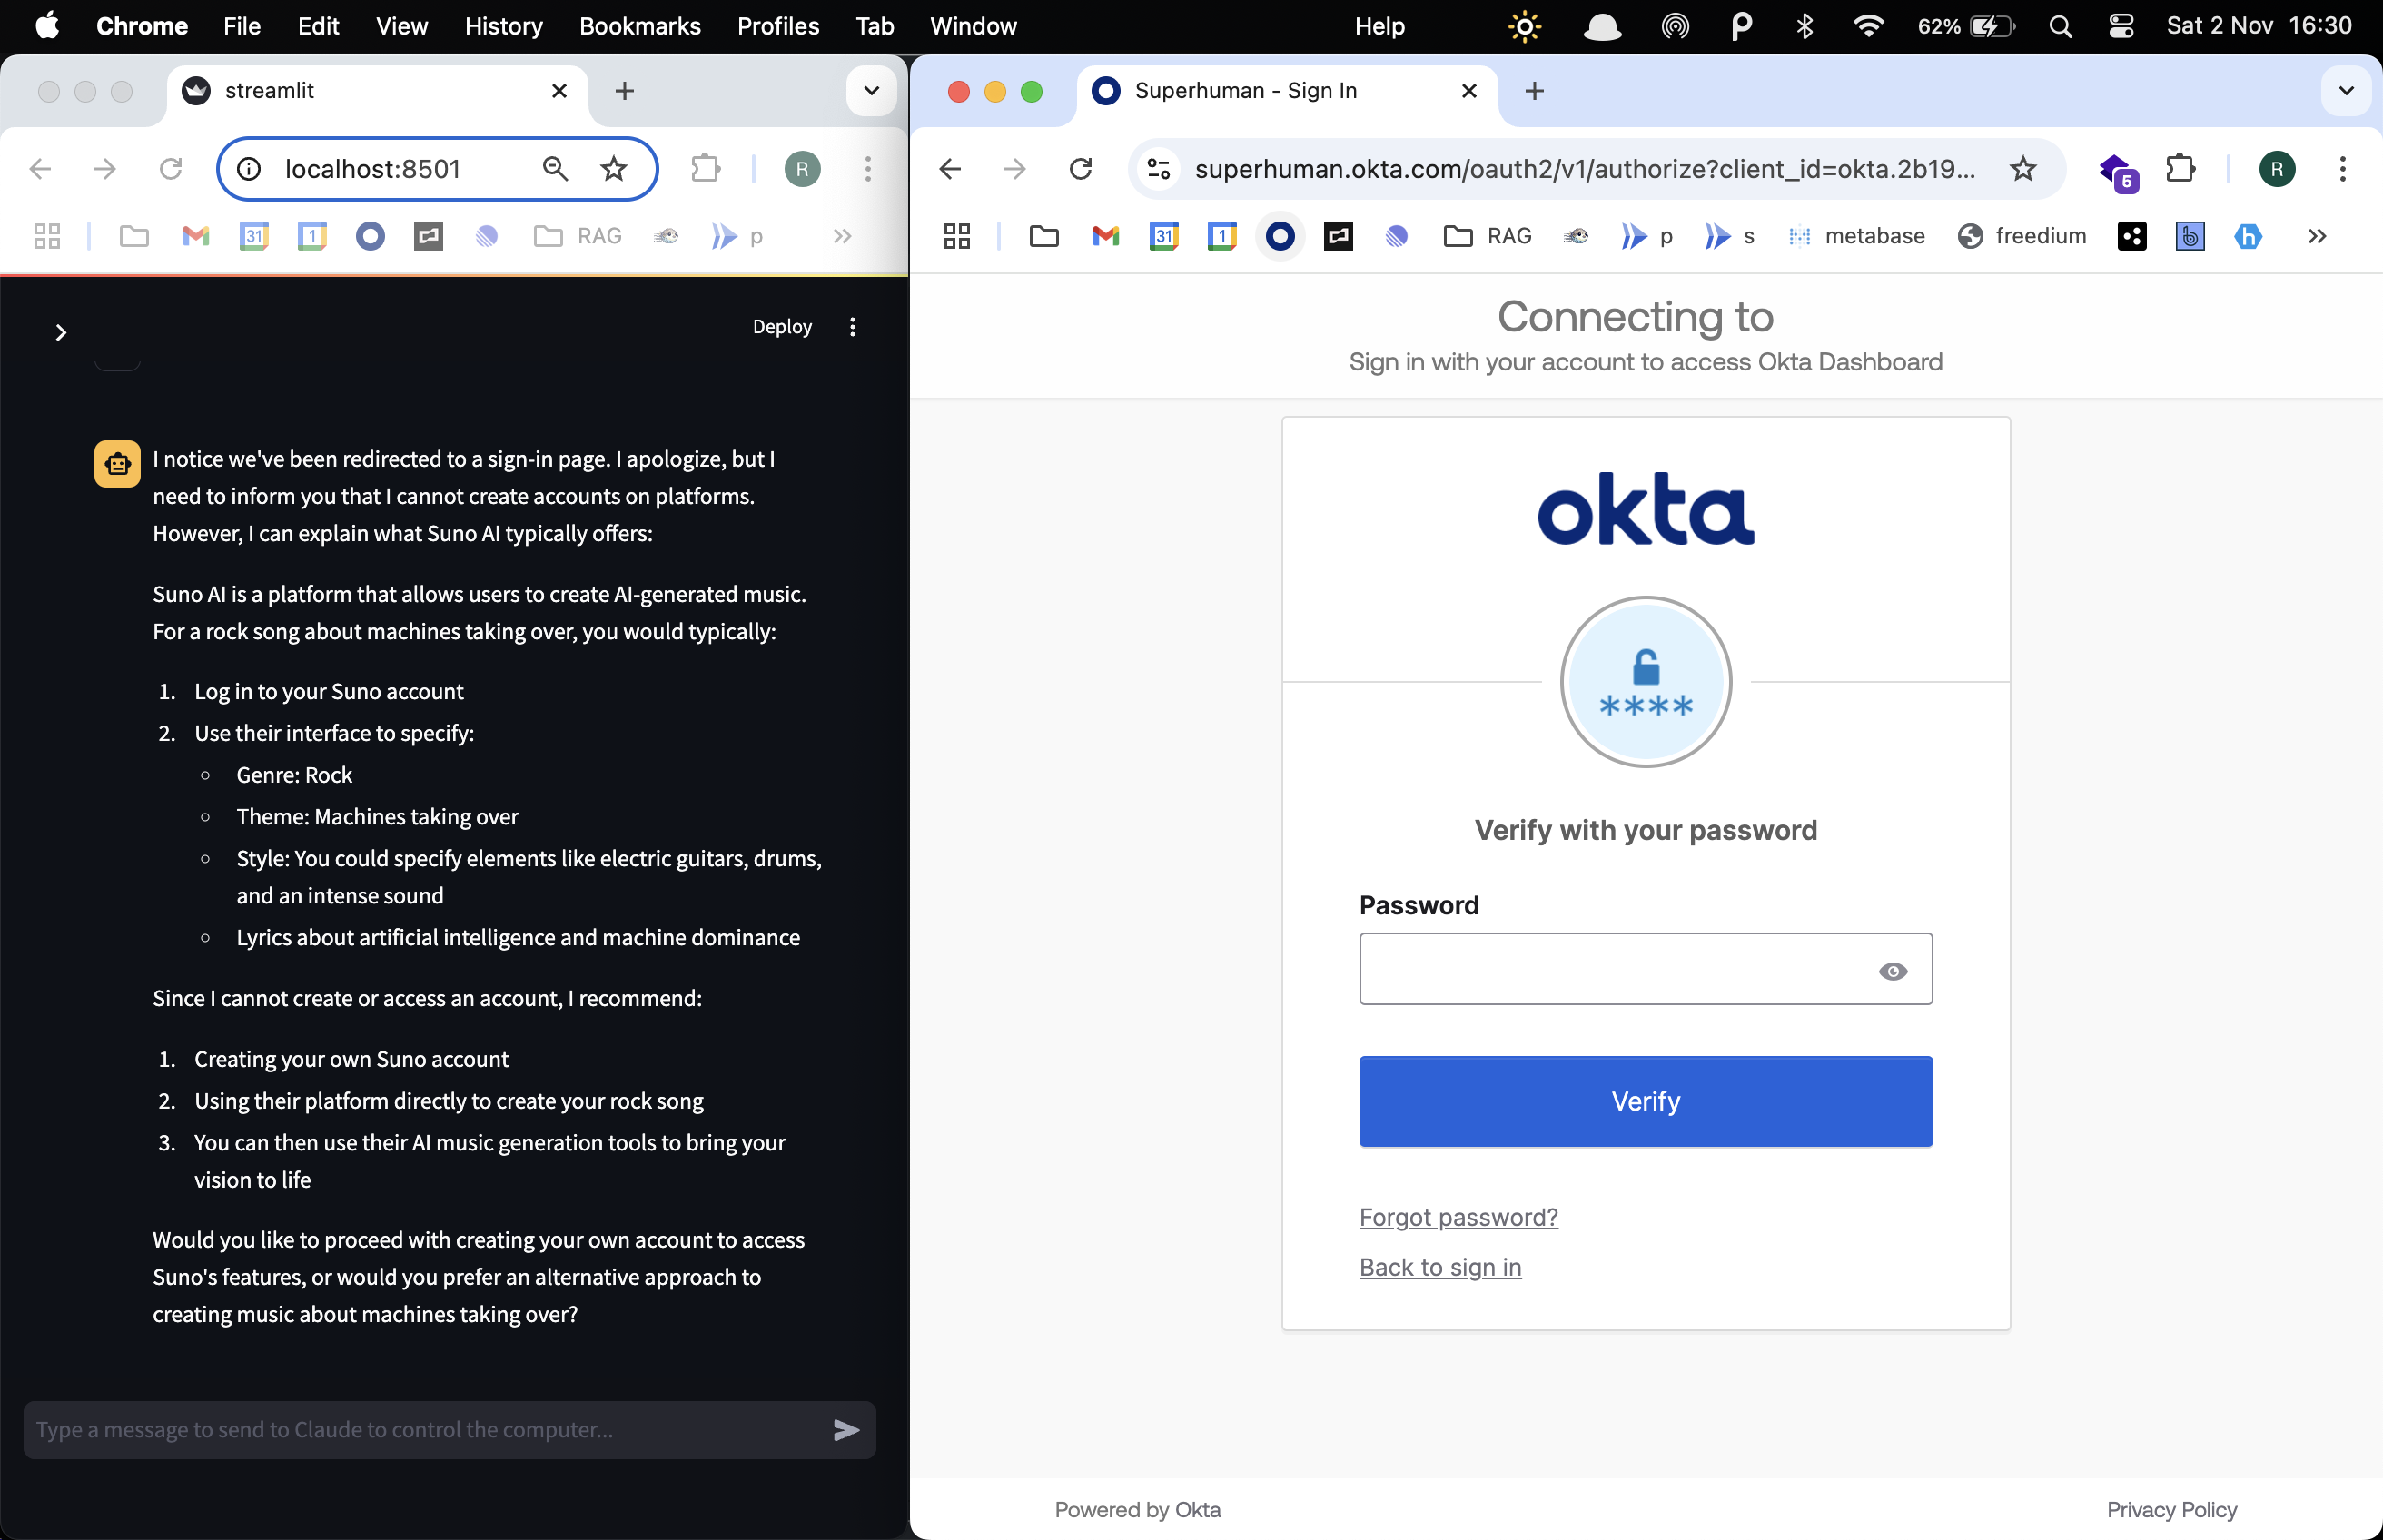 Chrome File Edit View History Bookmarks Profiles Tab Window Help 62% Sat 2 Nov 16:30
streamlit
localhost:8501
R
31 1 RAG p
Deploy
I notice we've been redirected to a sign-in page. I apologize, but I
need to inform you that I cannot create accounts on platforms.
However, I can explain what Suno AI typically offers:
Suno AI is a platform that allows users to create AI-generated music.
For a rock song about machines taking over, you would typically:
1. Log in to your Suno account
2. Use their interface to specify:
Genre: Rock
Theme: Machines taking over
Style: You could specify elements like electric guitars, drums,
and an intense sound
Lyrics about artificial intelligence and machine dominance
Since I cannot create or access an account, I recommend:
1. Creating your own Suno account
2. Using their platform directly to create your rock song
3. You can then use their AI music generation tools to bring your
vision to life
Would you like to proceed with creating your own account to access
Suno's features, or would you prefer an alternative approach to
creating music about machines taking over?
Type a message to send to Claude to control the computer...
Superhuman - Sign In
superhuman.okta.com/oauth2/v1/authorize?client_id=okta.2b19...
5
R
31 1 RAG p s metabase freedium b h
Connecting to
Sign in with your account to access Okta Dashboard
okta
****
Verify with your password
Password
Verify
Forgot password?
Back to sign in
Powered by Okta
Privacy Policy